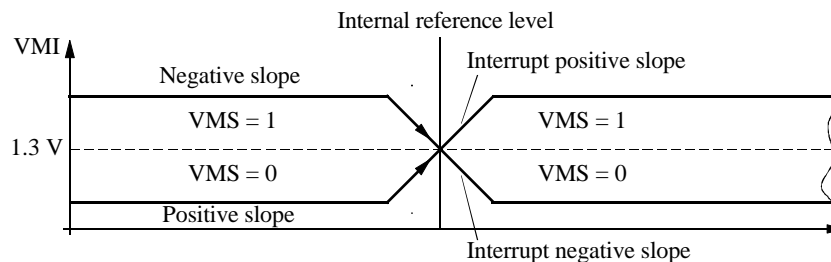 Internal reference level
VMI
Negative slope
Interrupt positive slope
VMS = 1
VMS = 1
1.3 V
VMS = 0
VMS = 0
Positive slope
Interrupt negative slope